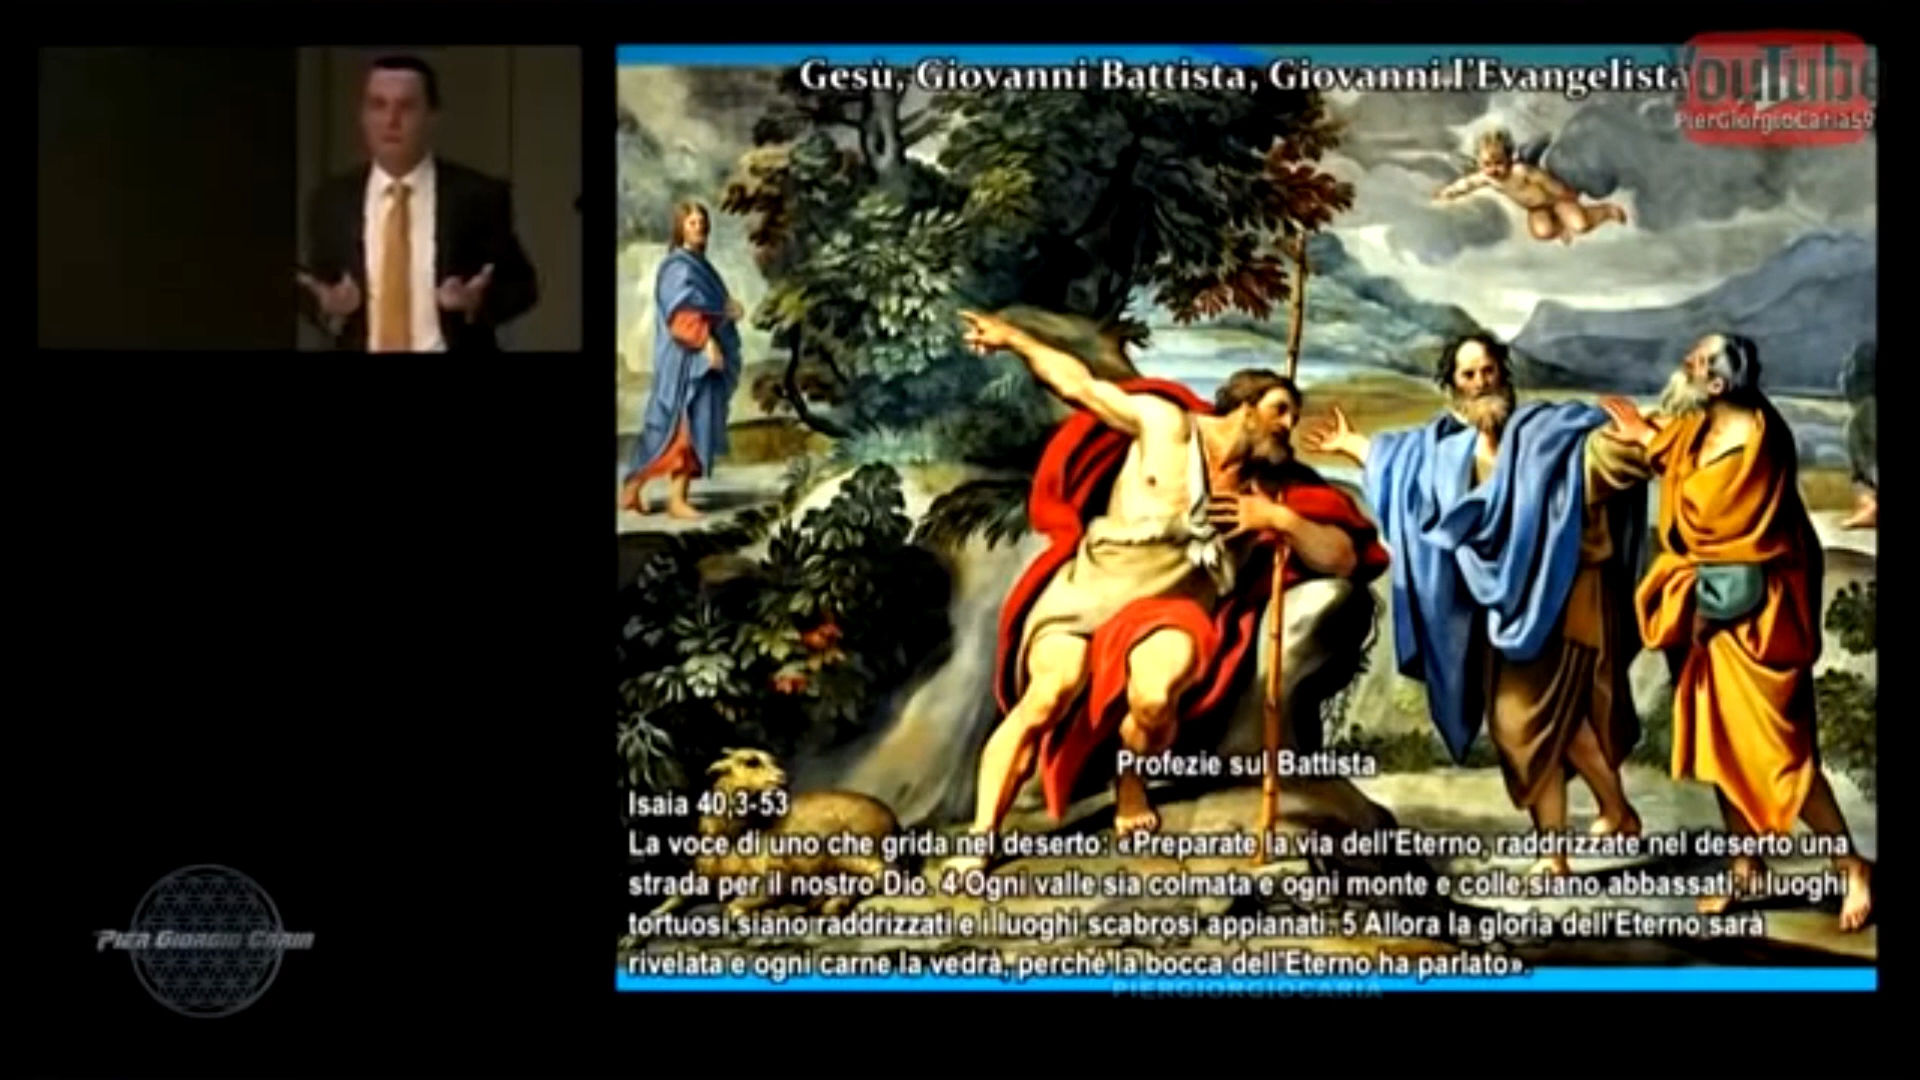 Gesù, Giovanni Battista, Giovanni l'Evangelista
YouTube
PierGiorgioCaria59
Profezie sul Battista
Isaia 40,3-53
La voce di uno che grida nel deserto: «Preparate la via dell'Eterno, raddrizzate nel deserto una
strada per il nostro Dio. 4 Ogni valle sia colmata e ogni monte e colle siano abbassati; i luoghi
tortuosi siano raddrizzati e i luoghi scabrosi appianati. 5 Allora la gloria dell'Eterno sarà
rivelata e ogni carne la vedrà, perché la bocca dell'Eterno ha parlato».
PIER GIORGIO CARIA
PIERGIORGIOCARIA